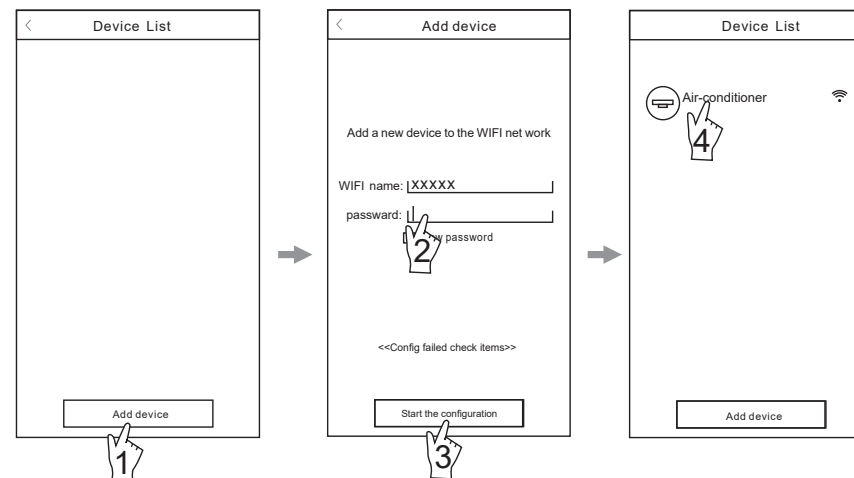 Device List
Add device
1
Add device
Add a new device to the WIFI net work
WIFI name: XXXXX
passward:
password
2
<<Config failed check items>>
Start the configuration
3
Device List
Air-conditioner
4
Add device